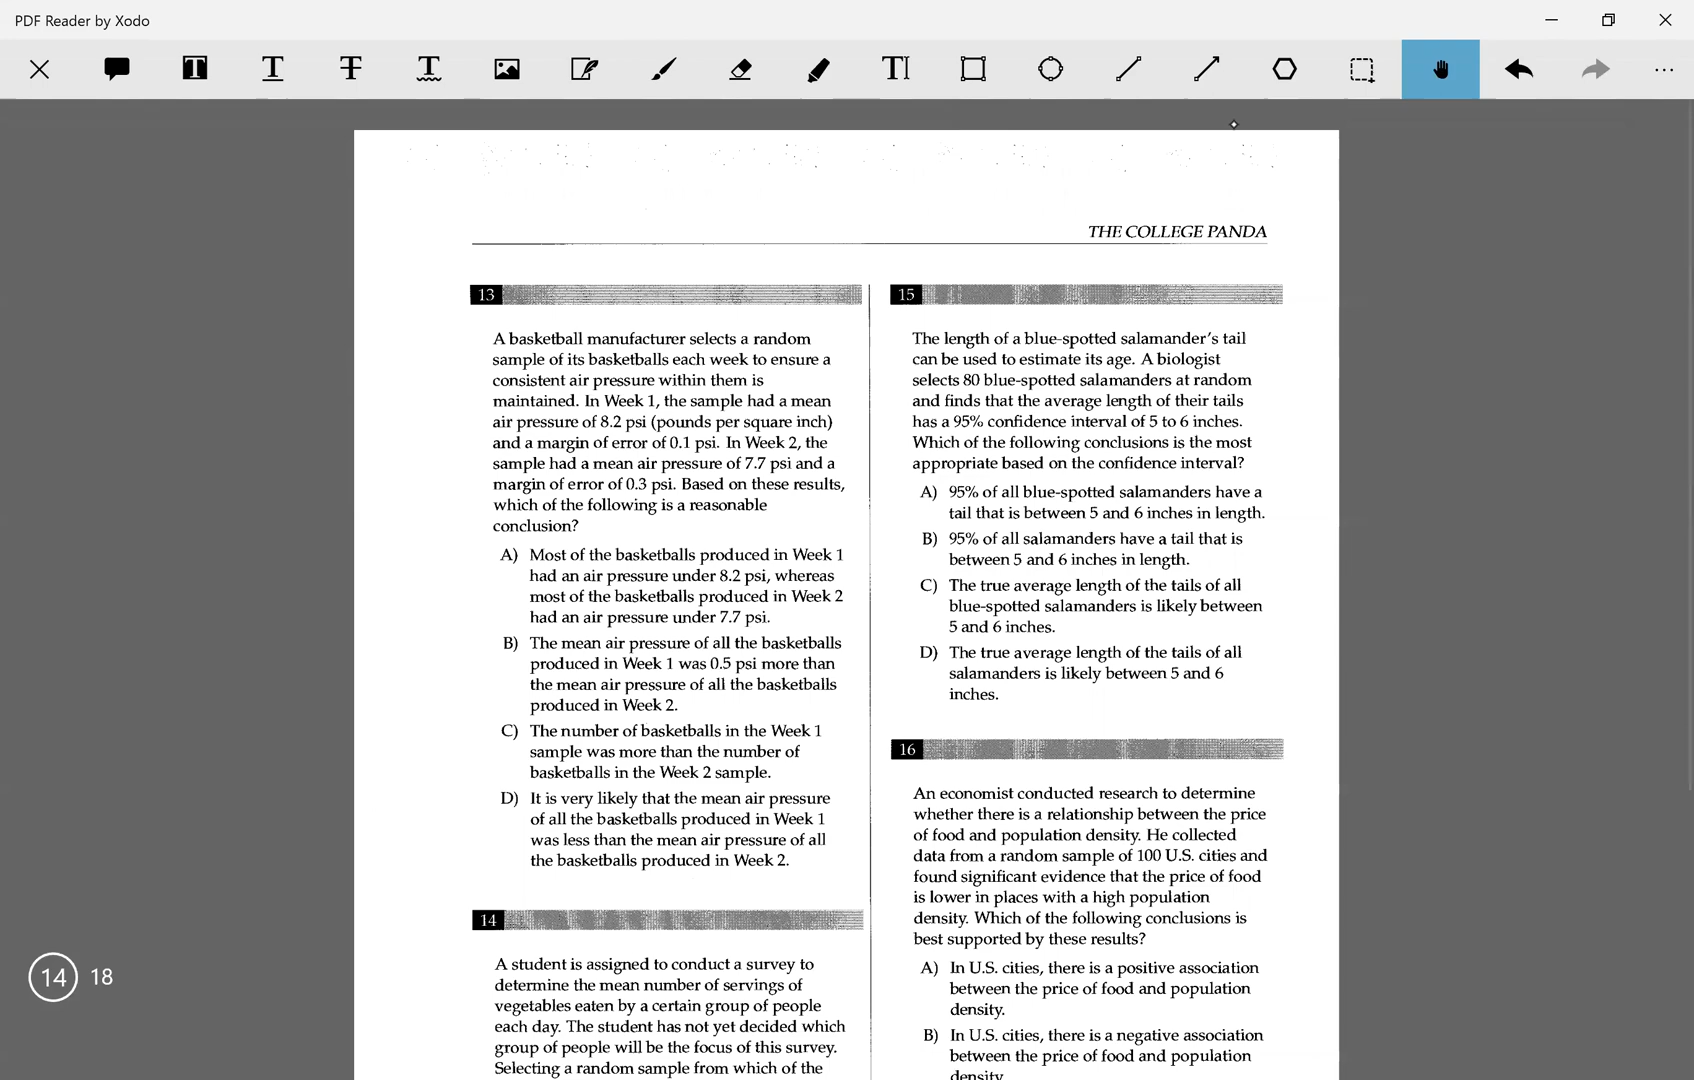 PDF Reader by Xodo
THE COLLEGE PANDA
13
A basketball manufacturer selects a random
sample of its basketballs each week to ensure a
consistent air pressure within them is
maintained. In Week 1, the sample had a mean
air pressure of 8.2 psi (pounds per square inch)
and a margin of error of 0.1 psi. In Week 2, the
sample had a mean air pressure of 7.7 psi and a
margin of error of 0.3 psi. Based on these results,
which of the following is a reasonable
conclusion?
A) Most of the basketballs produced in Week 1
had an air pressure under 8.2 psi, whereas
most of the basketballs produced in Week 2
had an air pressure under 7.7 psi.
B) The mean air pressure of all the basketballs
produced in Week 1 was 0.5 psi more than
the mean air pressure of all the basketballs
produced in Week 2.
C) The number of basketballs in the Week 1
sample was more than the number of
basketballs in the Week 2 sample.
D) It is very likely that the mean air pressure
of all the basketballs produced in Week 1
was less than the mean air pressure of all
the basketballs produced in Week 2.
14
A student is assigned to conduct a survey to
determine the mean number of servings of
vegetables eaten by a certain group of people
each day. The student has not yet decided which
group of people will be the focus of this survey.
Selecting a random sample from which of the
15
The length of a blue-spotted salamander's tail
can be used to estimate its age. A biologist
selects 80 blue-spotted salamanders at random
and finds that the average length of their tails
has a 95% confidence interval of 5 to 6 inches.
Which of the following conclusions is the most
appropriate based on the confidence interval?
A) 95% of all blue-spotted salamanders have a
tail that is between 5 and 6 inches in length.
B) 95% of all salamanders have a tail that is
between 5 and 6 inches in length.
C) The true average length of the tails of all
blue-spotted salamanders is likely between
5 and 6 inches.
D) The true average length of the tails of all
salamanders is likely between 5 and 6
inches.
16
An economist conducted research to determine
whether there is a relationship between the price
of food and population density. He collected
data from a random sample of 100 U.S. cities and
found significant evidence that the price of food
is lower in places with a high population
density. Which of the following conclusions is
best supported by these results?
A) In U.S. cities, there is a positive association
between the price of food and population
density.
B) In U.S. cities, there is a negative association
between the price of food and population
density
14 18